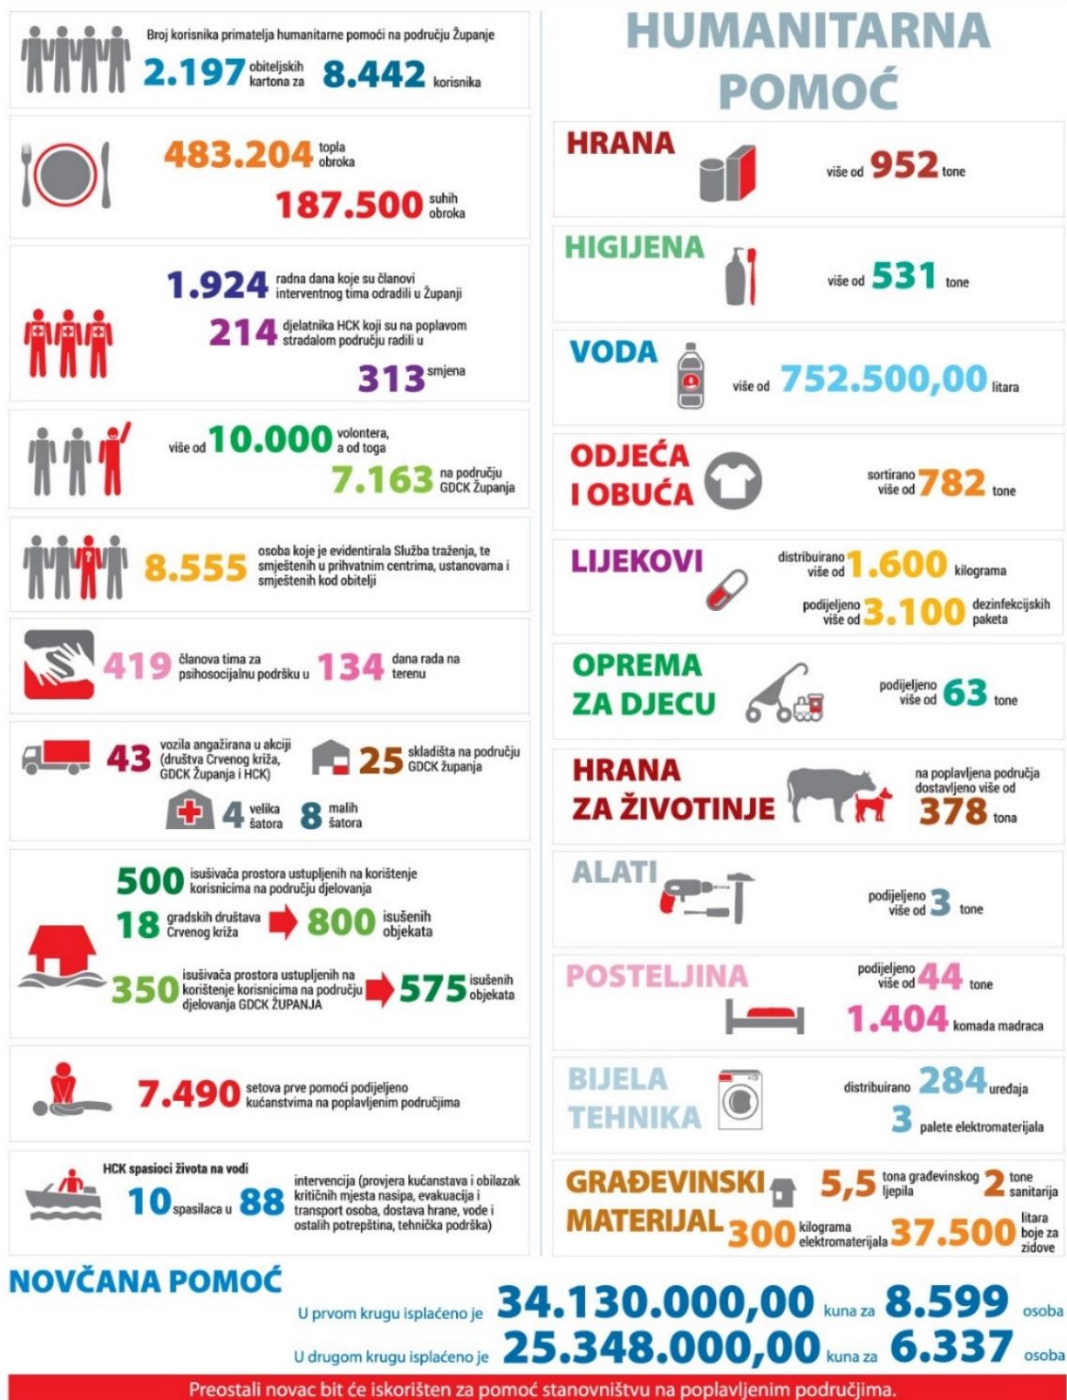 Broj korisnika primatelja humanitarne pomoći na području Županje
2.197 obiteljskih kartona za 8.442 korisnika
483.204 topla obroka
187.500 suhih obroka
1.924 radna dana koje su članovi interventnog tima odradili u Županji
214 djelatnika HCK koji su na poplavom stradalom području radili u
313 smjena
više od 10.000 volontera, a od toga
7.163 na području GDCK Županja
8.555 osoba koje je evidentirala Služba traženja, te smještenih u prihvatnim centrima, ustanovama i smještenih kod obitelji
419 članova tima za psihosocijalnu podršku u 134 dana rada na terenu
43 vozila angažirana u akciji (društva Crvenog križa, GDCK Županja i HCK)
25 skladišta na području GDCK županja
4 velika šatora 8 malih šatora
500 isušivača prostora ustupljenih na korištenje korisnicima na području djelovanja
18 gradskih društava Crvenog križa 800 isušenih objekata
350 isušivača prostora ustupljenih na korištenje korisnicima na području djelovanja GDCK ŽUPANJA 575 isušenih objekata
7.490 setova prve pomoći podijeljeno kućanstvima na poplavljenim područjima
HCK spasioci života na vodi
10 spasilaca u 88 intervencija (provjera kućanstava i obilazak kritičnih mjesta nasipa, evakuacija i transport osoba, dostava hrane, vode i ostalih potrepština, tehnička podrška)
HUMANITARNA
POMOĆ
HRANA
više od 952 tone
HIGIJENA
više od 531 tone
VODA
više od 752.500,00 litara
ODJEĆA
I OBUĆA
sortirano više od 782 tone
LIJEKOVI
distribuirano više od 1.600 kilograma
podijeljeno više od 3.100 dezinfekcijskih paketa
OPREMA
ZA DJECU
podijeljeno više od 63 tone
HRANA
ZA ŽIVOTINJE
na poplavljena područja
dostavljeno više od
378 tona
ALATI
podijeljeno više od 3 tone
POSTELJINA
podijeljeno više od 44 tone
1.404 komada madraca
BIJELA
TEHNIKA
distribuirano 284 uređaja
3 palete elektromaterijala
GRAĐEVINSKI
MATERIJAL
5,5 tona građevinskog ljepila 2 tone sanitarija
300 kilograma elektromaterijala 37.500 litara boje za zidove
NOVČANA POMOĆ
U prvom krugu isplaćeno je 34.130.000,00 kuna za 8.599 osoba
U drugom krugu isplaćeno je 25.348.000,00 kuna za 6.337 osoba
Preostali novac bit će iskorišten za pomoć stanovništvu na poplavljenim područjima.